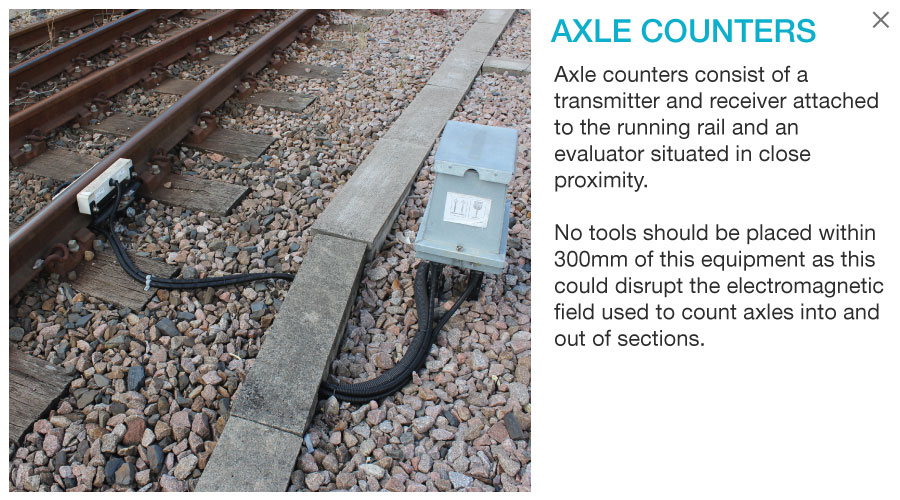 AXLE COUNTERS
Axle counters consist of a
transmitter and receiver attached
to the running rail and an
evaluator situated in close
proximity.
No tools should be placed within
300mm of this equipment as this
could disrupt the electromagnetic
field used to count axles into and
out of sections.